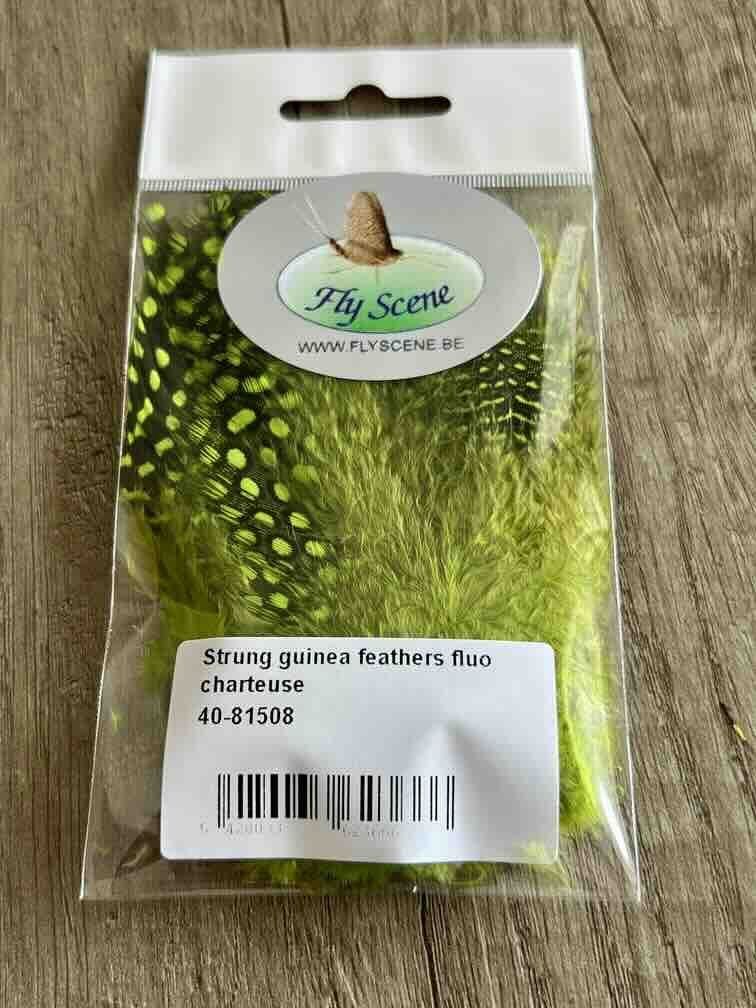 Fly Scene
WWW.FLYSCENE.BE
Strung guinea feathers fluo
charteuse
40-81508